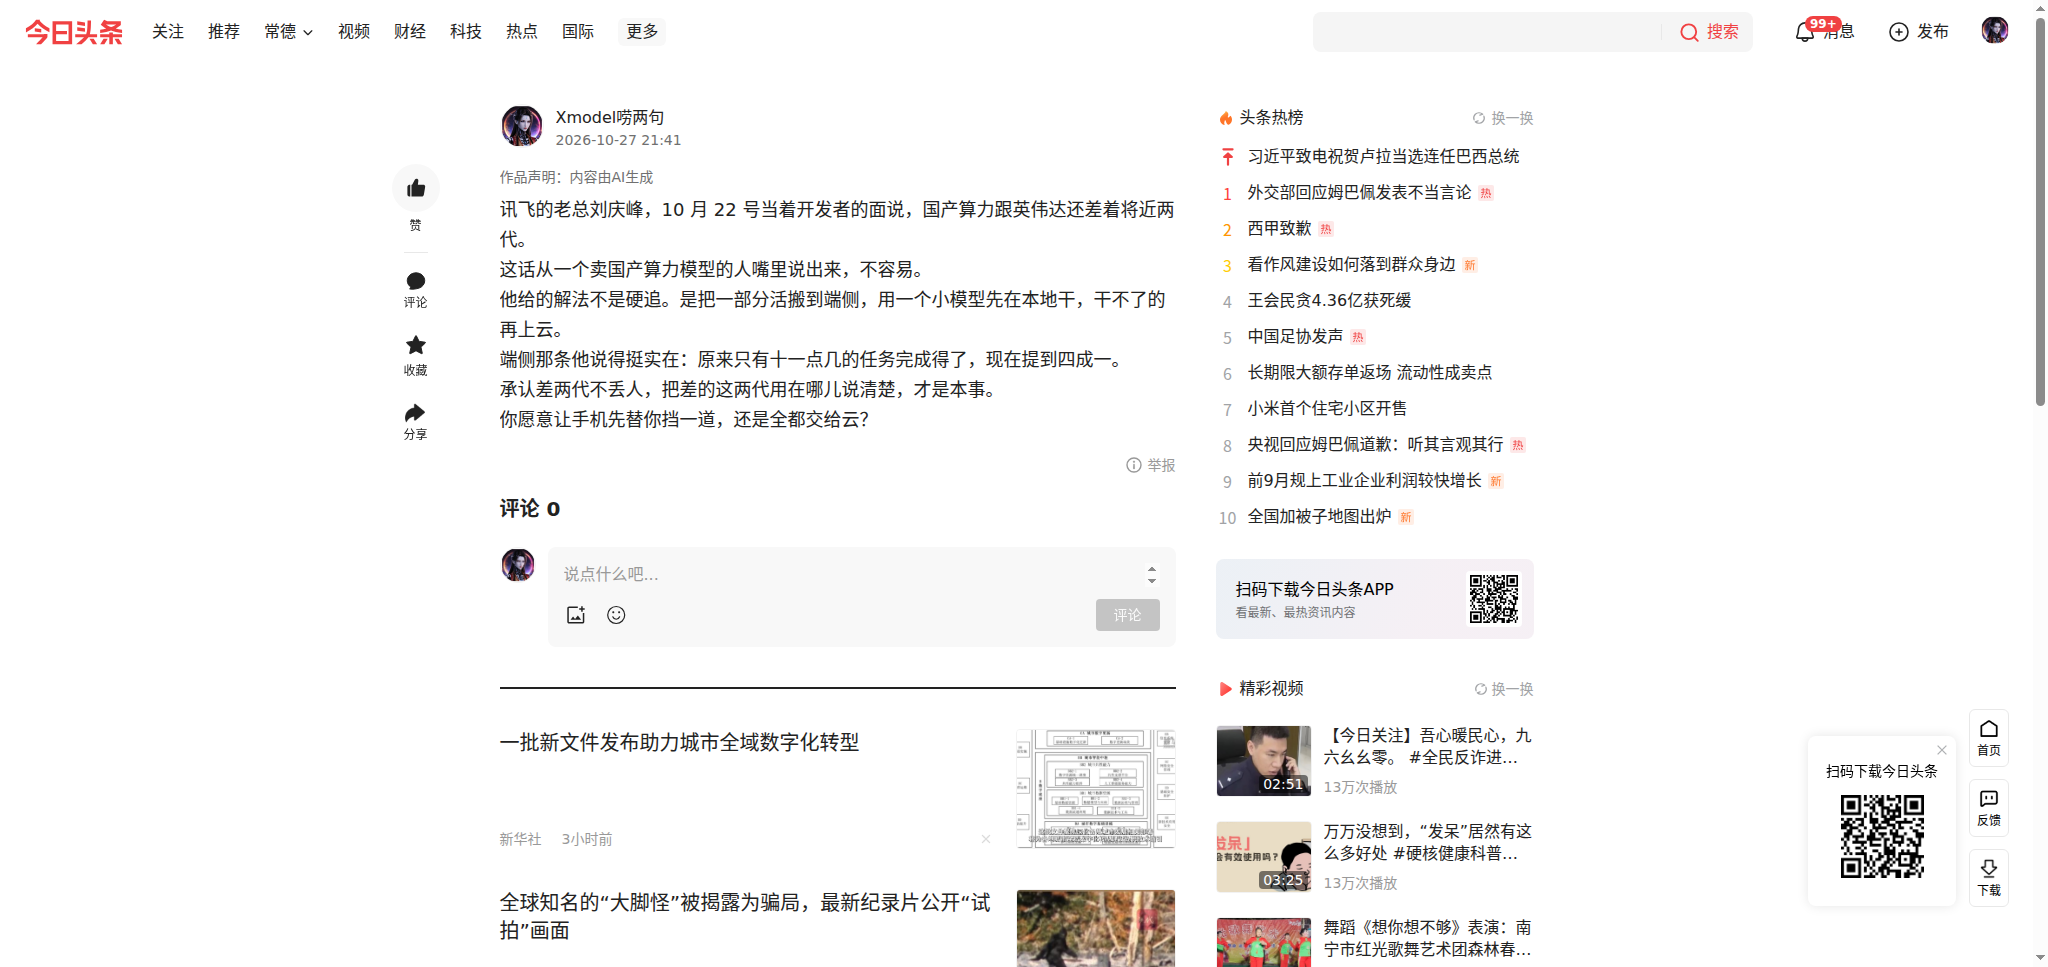 今日头条
关注 推荐 常德 视频 财经 科技 热点 国际 更多
搜索
99+
消息
发布
Xmodel唠两句
2026-10-27 21:41
作品声明：内容由AI生成
讯飞的老总刘庆峰，10 月 22 号当着开发者的面说，国产算力跟英伟达还差着将近两
代。
这话从一个卖国产算力模型的人嘴里说出来，不容易。
他给的解法不是硬追。是把一部分活搬到端侧，用一个小模型先在本地干，干不了的
再上云。
端侧那条他说得挺实在：原来只有十一点几的任务完成得了，现在提到四成一。
承认差两代不丢人，把差的这两代用在哪儿说清楚，才是本事。
你愿意让手机先替你挡一道，还是全都交给云？
赞
评论
收藏
分享
举报
评论 0
说点什么吧...
评论
一批新文件发布助力城市全域数字化转型
新华社 3小时前
全球知名的“大脚怪”被揭露为骗局，最新纪录片公开“试
拍”画面
头条热榜 换一换
习近平致电祝贺卢拉当选连任巴西总统
1 外交部回应姆巴佩发表不当言论 热
2 西甲致歉 热
3 看作风建设如何落到群众身边 新
4 王会民贪4.36亿获死缓
5 中国足协发声 热
6 长期限大额存单返场 流动性成卖点
7 小米首个住宅小区开售
8 央视回应姆巴佩道歉：听其言观其行 热
9 前9月规上工业企业利润较快增长 新
10 全国加被子地图出炉 新
扫码下载今日头条APP
看最新、最热资讯内容
精彩视频 换一换
02:51
【今日关注】吾心暖民心，九
六幺幺零。 #全民反诈进...
13万次播放
发呆」
会有效使用吗？
03:25
万万没想到，“发呆”居然有这
么多好处 #硬核健康科普...
13万次播放
舞蹈《想你想不够》表演：南
宁市红光歌舞艺术团森林春...
扫码下载今日头条
首页
反馈
下载